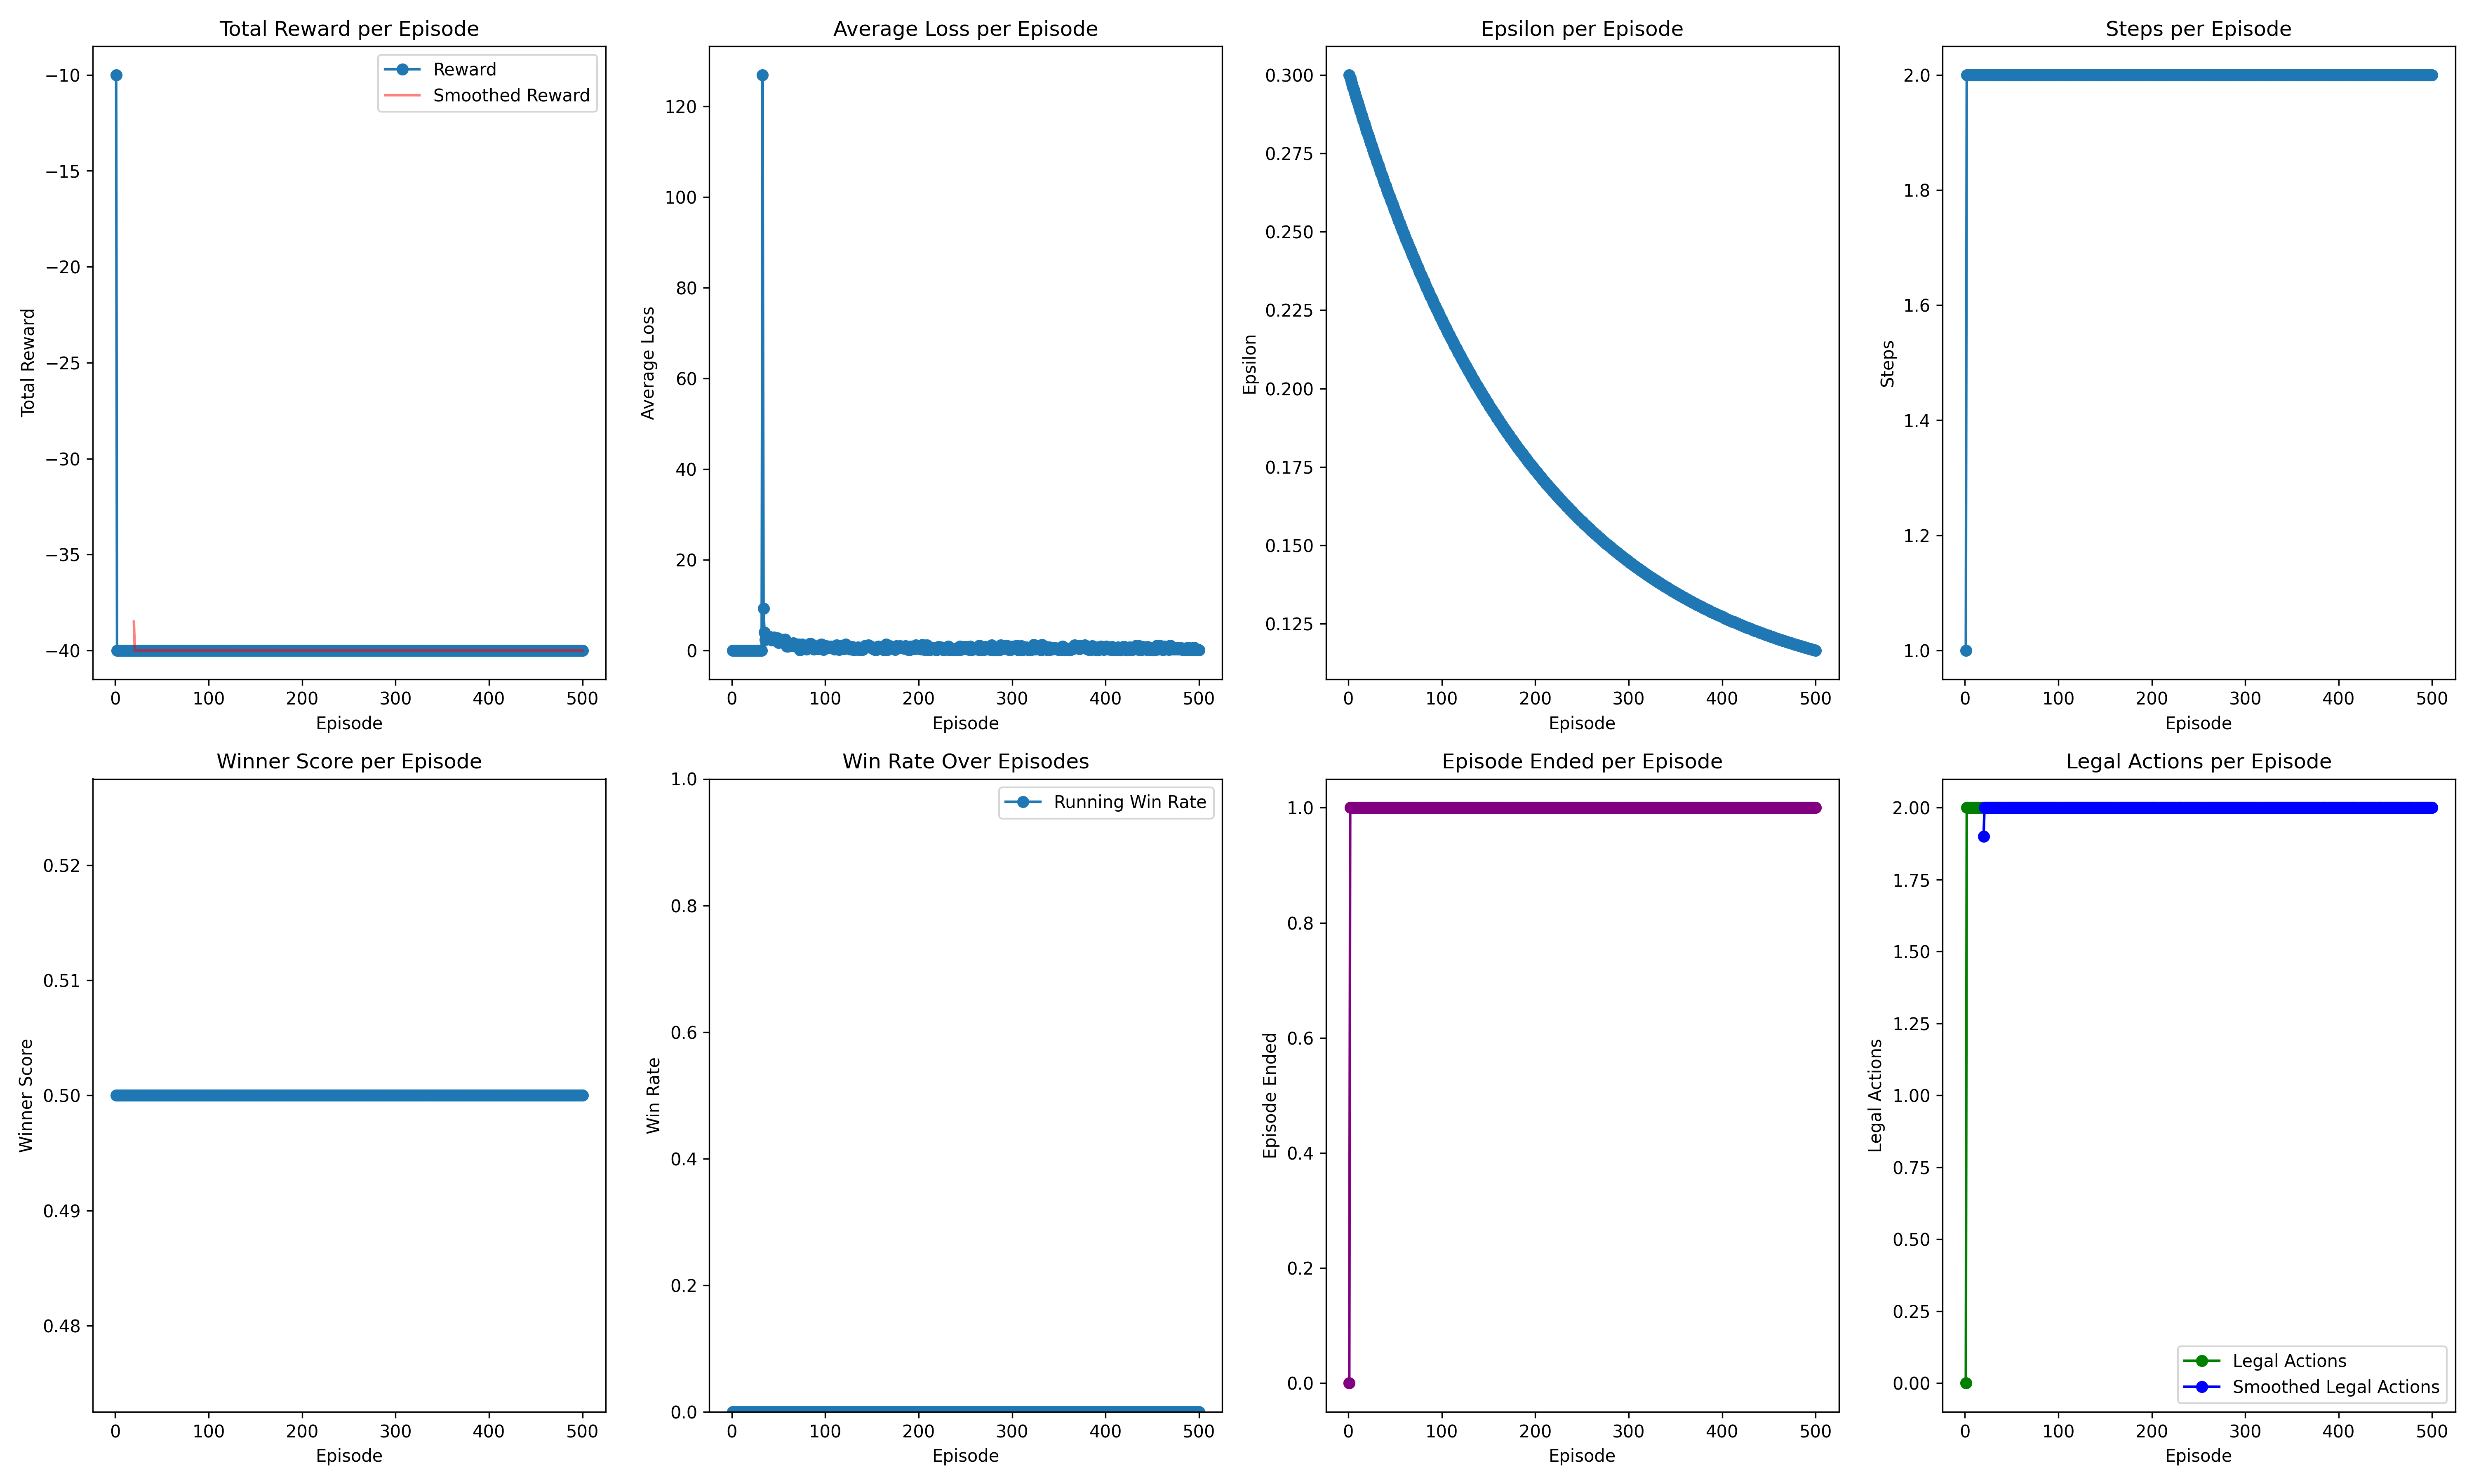 Total Reward per Episode
−10
−15
−20
−25
−30
−35
−40
Total Reward
Reward
Smoothed Reward
0 100 200 300 400 500
Episode
Average Loss per Episode
120
100
80
60
40
20
0
Average Loss
0 100 200 300 400 500
Episode
Epsilon per Episode
0.300
0.275
0.250
0.225
0.200
0.175
0.150
0.125
Epsilon
0 100 200 300 400 500
Episode
Steps per Episode
2.0
1.8
1.6
1.4
1.2
1.0
Steps
0 100 200 300 400 500
Episode
Winner Score per Episode
0.52
0.51
0.50
0.49
0.48
Winner Score
0 100 200 300 400 500
Episode
Win Rate Over Episodes
1.0
0.8
0.6
0.4
0.2
0.0
Win Rate
Running Win Rate
0 100 200 300 400 500
Episode
Episode Ended per Episode
1.0
0.8
0.6
0.4
0.2
0.0
Episode Ended
0 100 200 300 400 500
Episode
Legal Actions per Episode
2.00
1.75
1.50
1.25
1.00
0.75
0.50
0.25
0.00
Legal Actions
Legal Actions
Smoothed Legal Actions
0 100 200 300 400 500
Episode